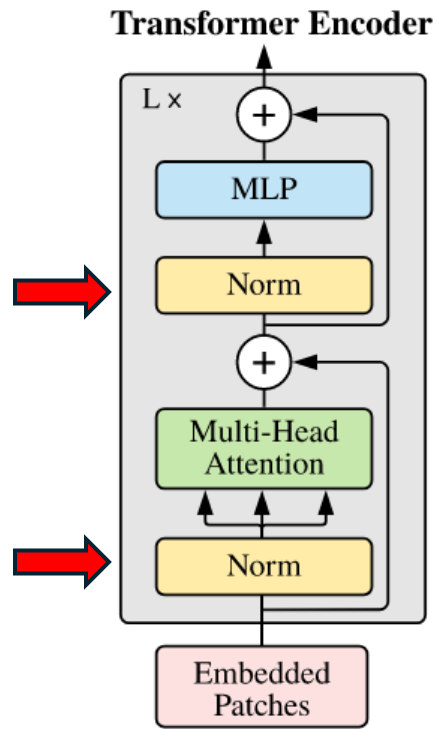 Transformer Encoder
L ×
+
MLP
Norm
+
Multi-Head
Attention
Norm
Embedded
Patches